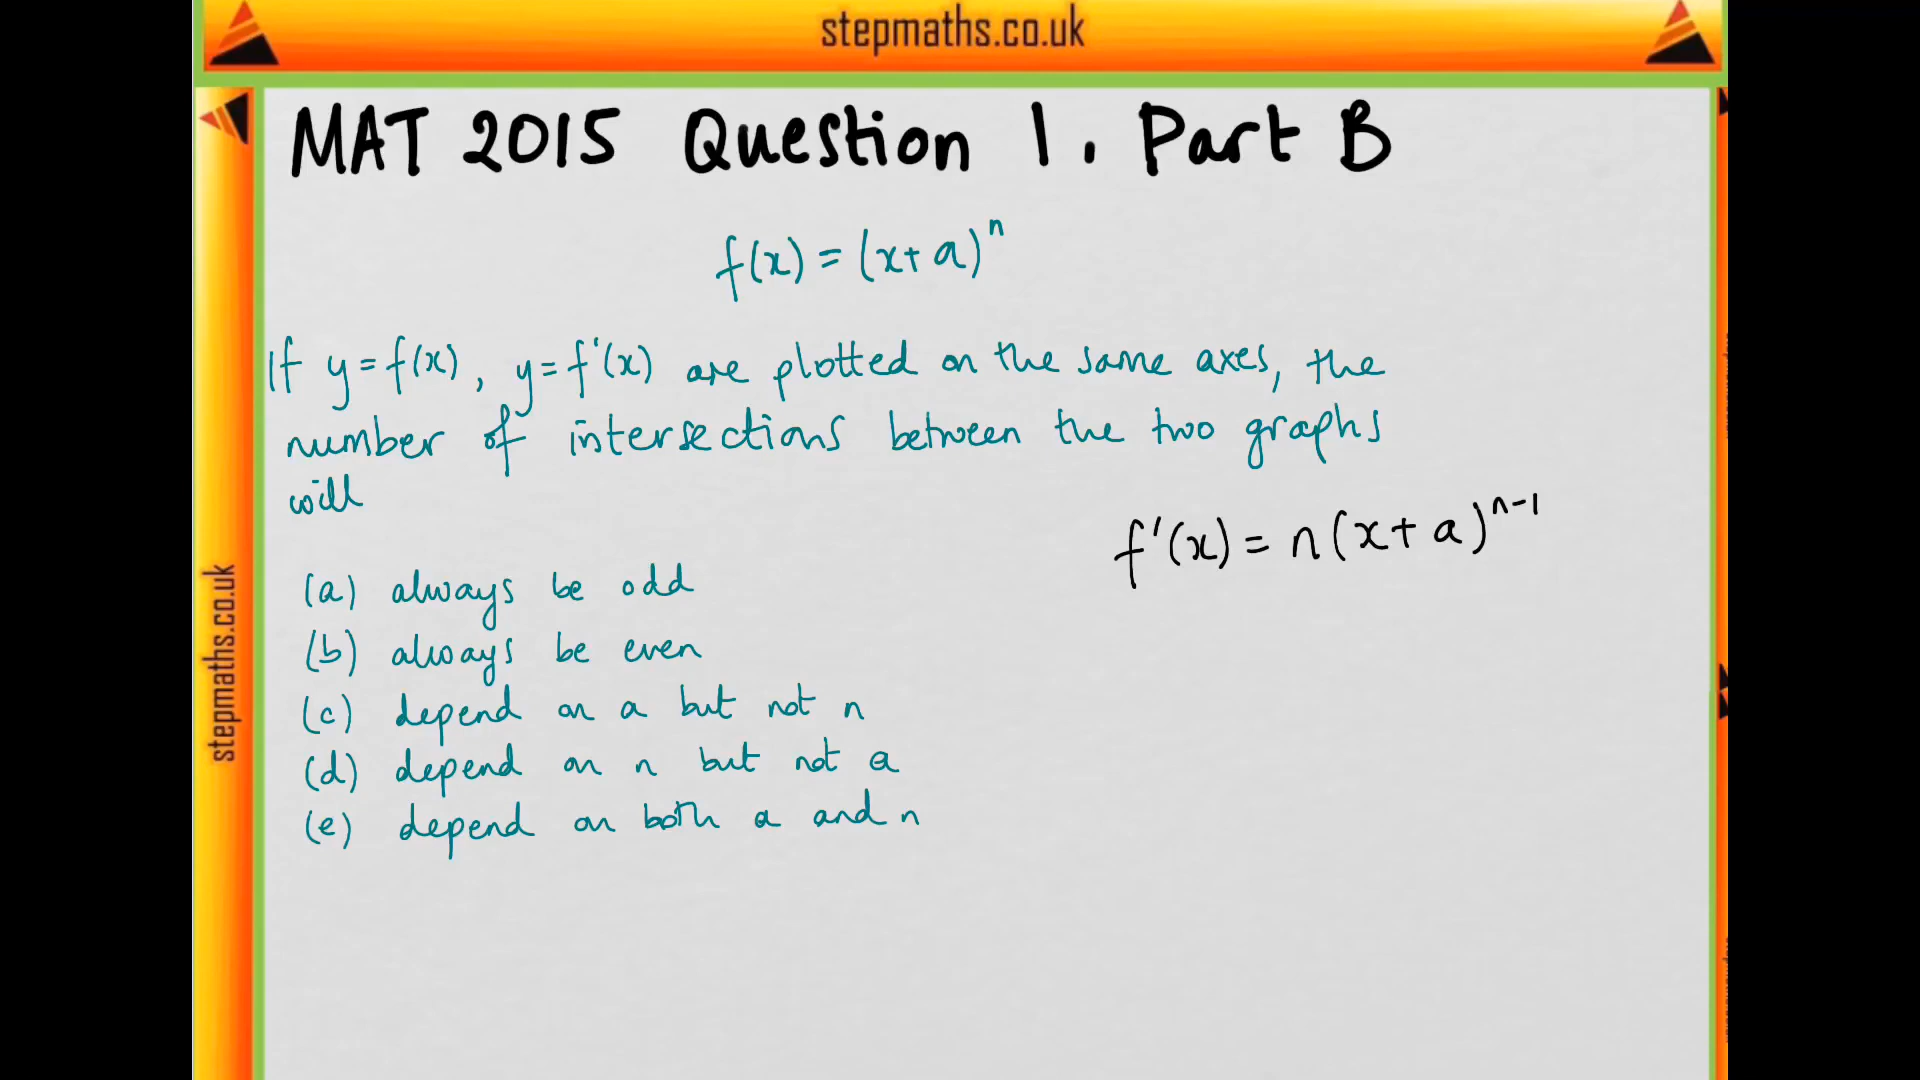 stepmaths.co.uk
MAT 2015 Question 1. Part B
f(x) = (x+a)^n
If y=f(x), y=f'(x) are plotted on the same axes, the
number of intersections between the two graphs
will
f'(x) = n(x+a)^{n-1}
(a) always be odd
(b) always be even
(c) depend on a but not n
(d) depend on n but not a
(e) depend on both a and n
stepmaths.co.uk